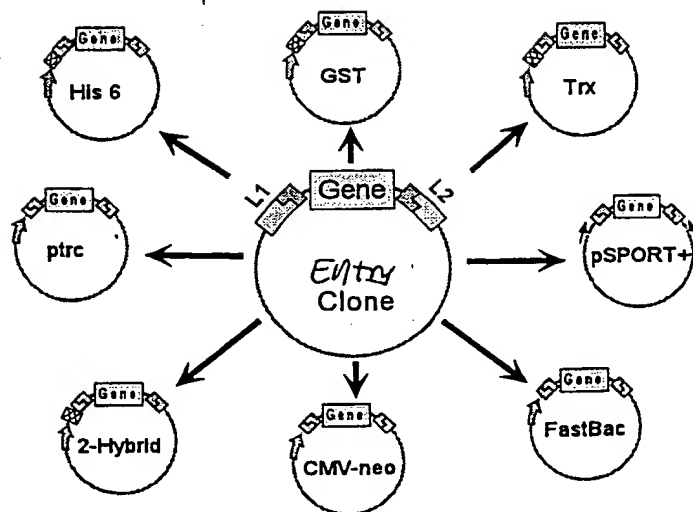 Gene
GST
Gene
His 6
Gene
Trx
L1
Gene
L2
Gene
ptrc
Entry
Clone
Gene
pSPORT+
Gene
2-Hybrid
Gene
CMV-neo
Gene
FastBac